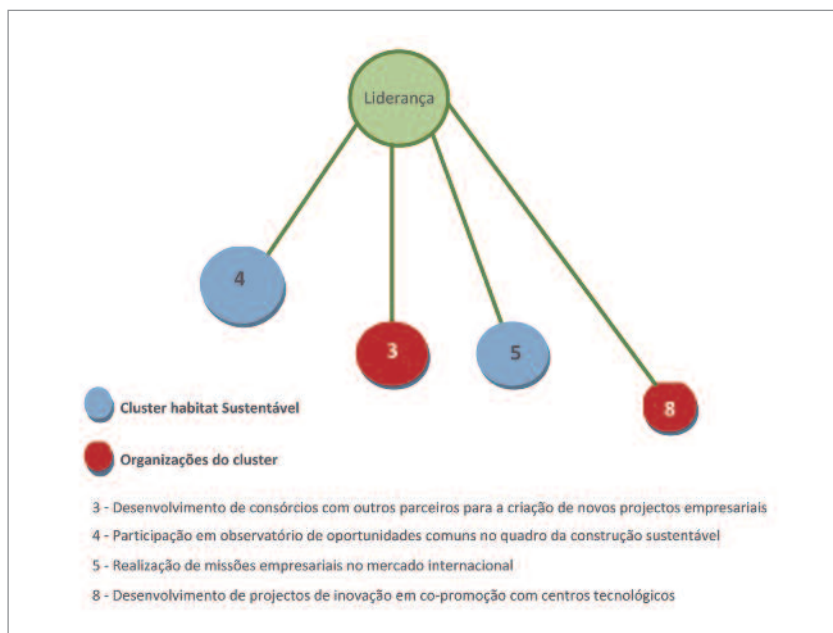 Liderança
4
3
5
8
Cluster habitat Sustentável
Organizações do cluster
3 - Desenvolvimento de consórcios com outros parceiros para a criação de novos projectos empresariais
4 - Participação em observatório de oportunidades comuns no quadro da construção sustentável
5 - Realização de missões empresariais no mercado internacional
8 - Desenvolvimento de projectos de inovação em co-promoção com centros tecnológicos